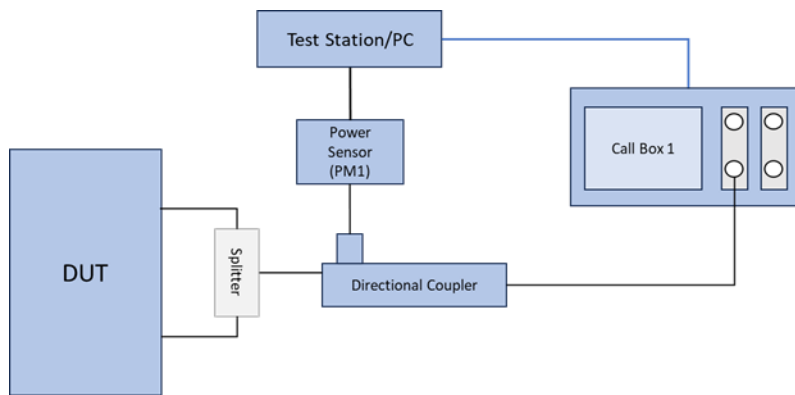 Test Station/PC
Power
Sensor
(PM1)
Call Box 1
DUT
Splitter
Directional Coupler